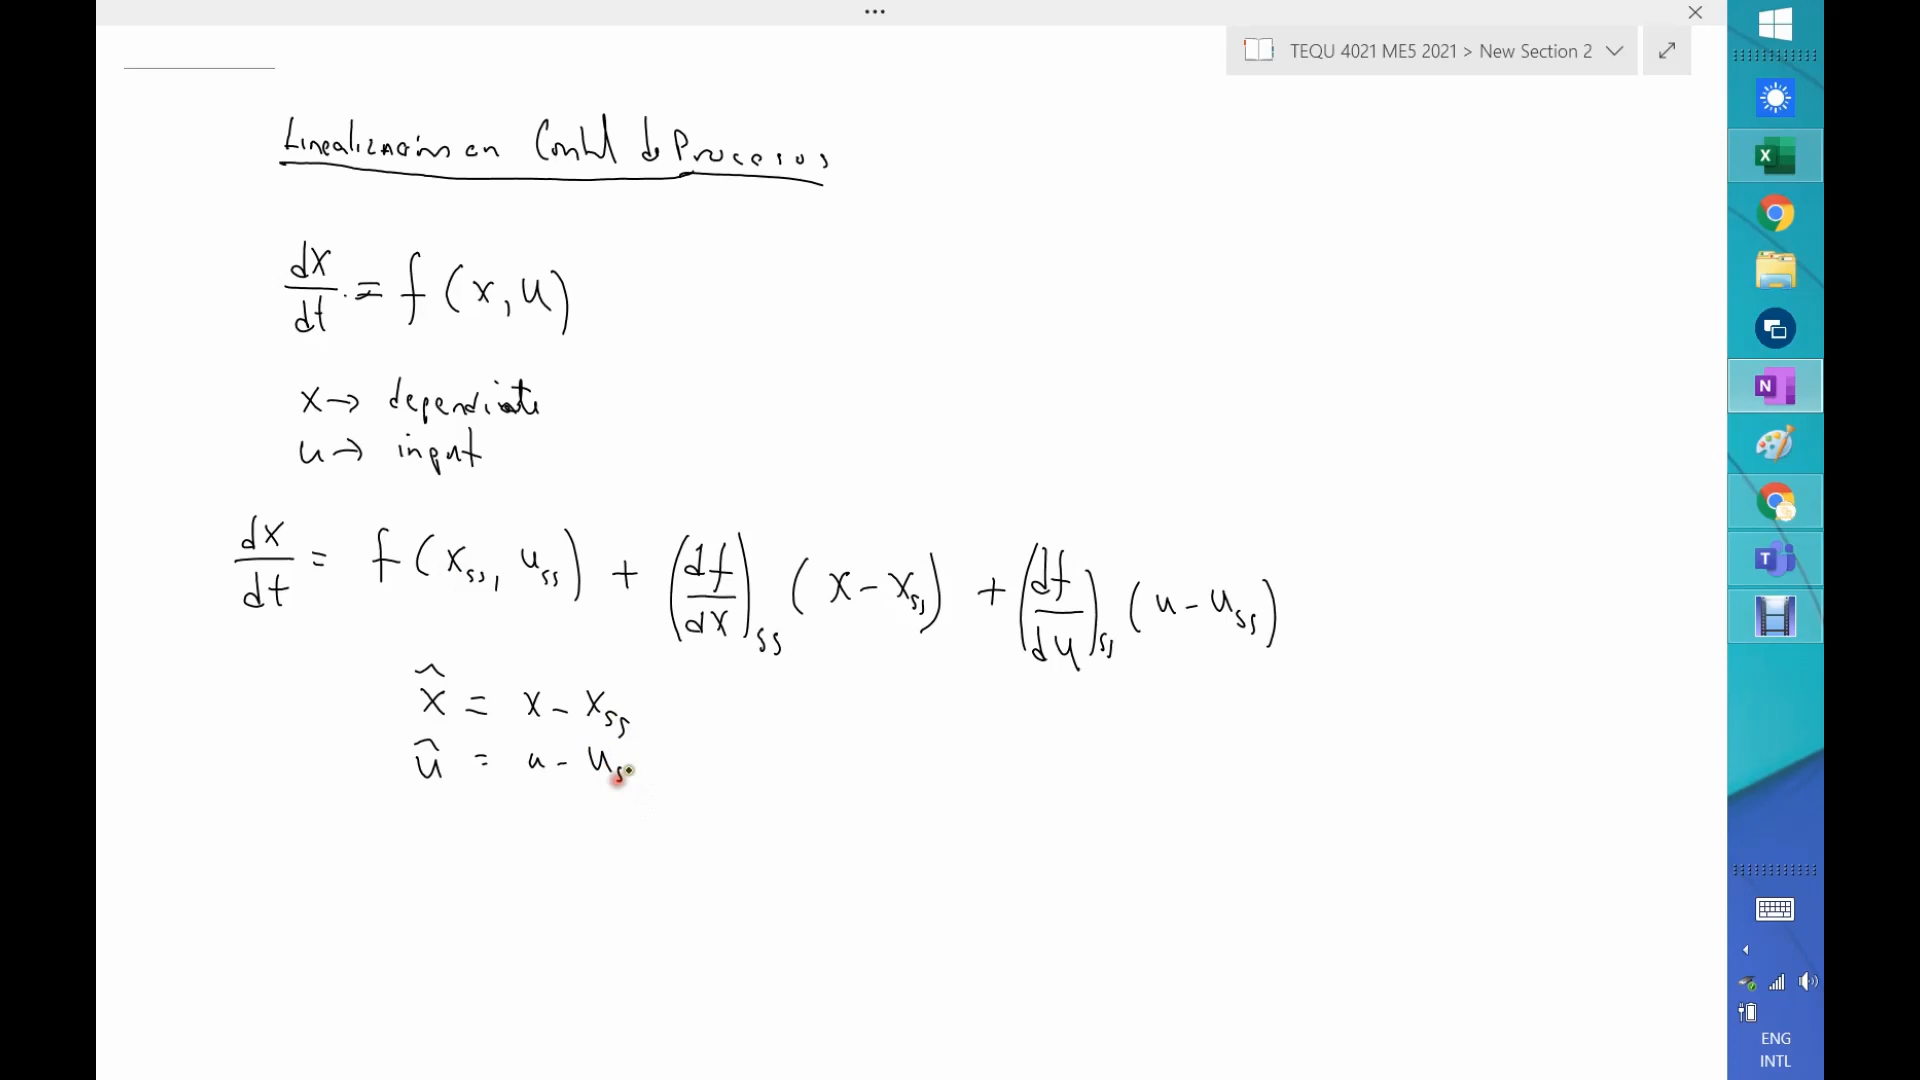 ...
TEQU 4021 ME5 2021 > New Section 2
Linealización en Control de Procesos
dx/dt = f(x, u)
x → dependiente
u → input
dx/dt = f(x_ss, u_ss) + (df/dx)_ss (x - x_ss) + (df/du)_ss (u - u_ss)
x̂ = x - x_ss
û = u - u_s
ENG
INTL